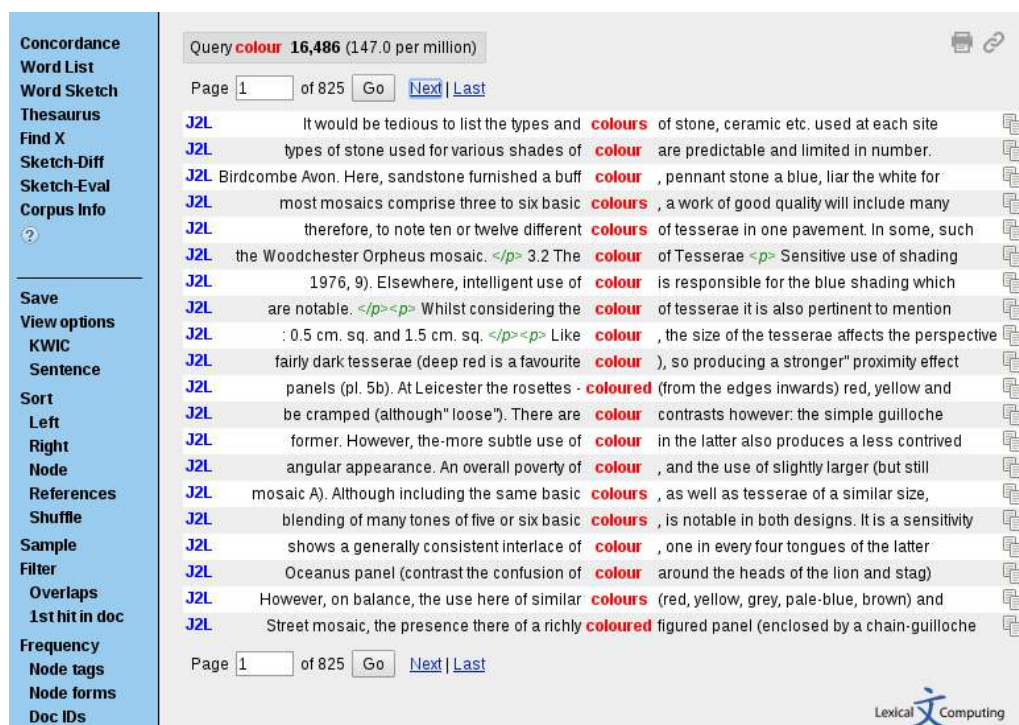 Concordance
Word List
Word Sketch
Thesaurus
Find X
Sketch-Diff
Sketch-Eval
Corpus Info
?
Save
View options
KWIC
Sentence
Sort
Left
Right
Node
References
Shuffle
Sample
Filter
Overlaps
1st hit in doc
Frequency
Node tags
Node forms
Doc IDs
Query colour 16,486 (147.0 per million)
Page 1 of 825 Go Next | Last
J2L It would be tedious to list the types and colours of stone, ceramic etc. used at each site
J2L types of stone used for various shades of colour are predictable and limited in number.
J2L Birdcombe Avon. Here, sandstone furnished a buff colour , pennant stone a blue, liar the white for
J2L most mosaics comprise three to six basic colours , a work of good quality will include many
J2L therefore, to note ten or twelve different colours of tesserae in one pavement. In some, such
J2L the Woodchester Orpheus mosaic. </p> 3.2 The colour of Tesserae <p> Sensitive use of shading
J2L 1976, 9). Elsewhere, intelligent use of colour is responsible for the blue shading which
J2L are notable. </p><p> Whilst considering the colour of tesserae it is also pertinent to mention
J2L : 0.5 cm. sq. and 1.5 cm. sq. </p><p> Like colour , the size of the tesserae affects the perspective
J2L fairly dark tesserae (deep red is a favourite colour ), so producing a stronger" proximity effect
J2L panels (pl. 5b). At Leicester the rosettes - coloured (from the edges inwards) red, yellow and
J2L be cramped (although" loose"). There are colour contrasts however: the simple guilloche
J2L former. However, the-more subtle use of colour in the latter also produces a less contrived
J2L angular appearance. An overall poverty of colour , and the use of slightly larger (but still
J2L mosaic A). Although including the same basic colours , as well as tesserae of a similar size,
J2L blending of many tones of five or six basic colours , is notable in both designs. It is a sensitivity
J2L shows a generally consistent interlace of colour , one in every four tongues of the latter
J2L Oceanus panel (contrast the confusion of colour around the heads of the lion and stag)
J2L However, on balance, the use here of similar colours (red, yellow, grey, pale-blue, brown) and
J2L Street mosaic, the presence there of a richly coloured figured panel (enclosed by a chain-guilloche
Page 1 of 825 Go Next | Last
Lexical 文 Computing